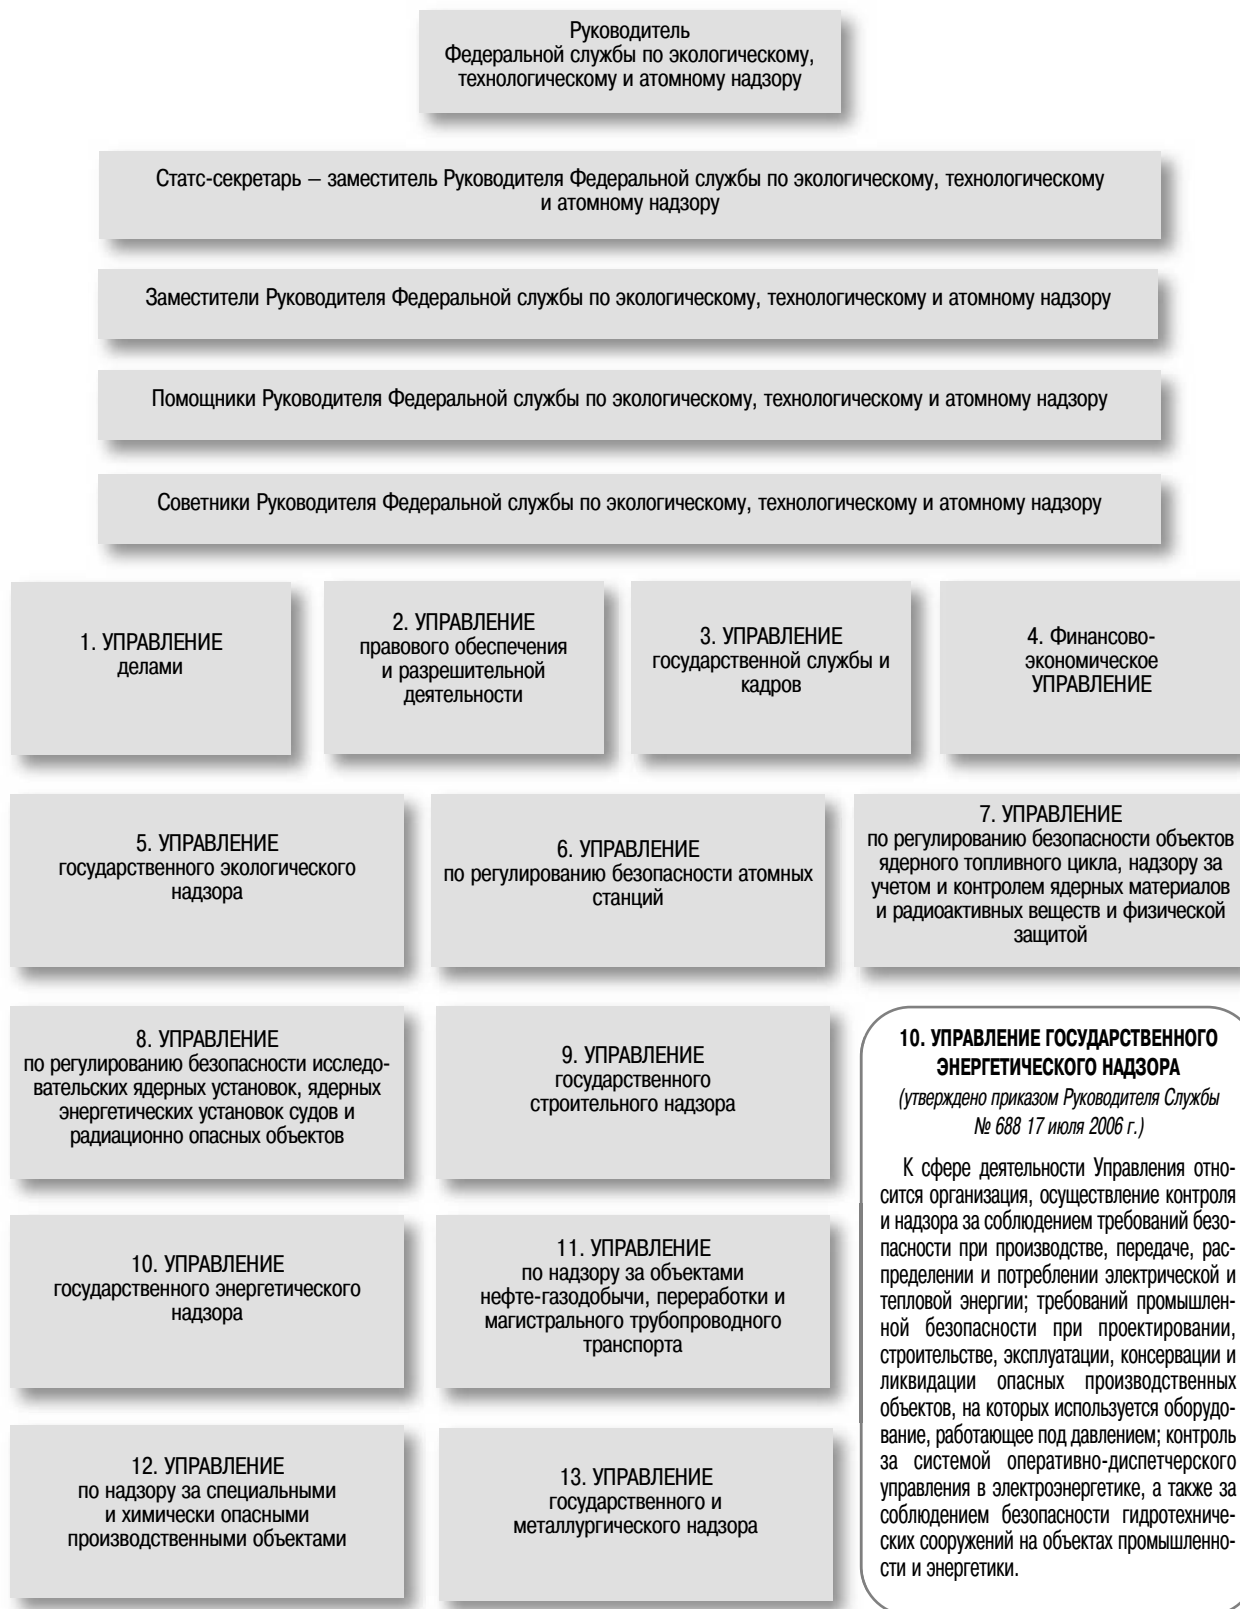 Руководитель
Федеральной службы по экологическому,
технологическому и атомному надзору
Статс-секретарь – заместитель Руководителя Федеральной службы по экологическому, технологическому
и атомному надзору
Заместители Руководителя Федеральной службы по экологическому, технологическому и атомному надзору
Помощники Руководителя Федеральной службы по экологическому, технологическому и атомному надзору
Советники Руководителя Федеральной службы по экологическому, технологическому и атомному надзору
1. УПРАВЛЕНИЕ
делами
2. УПРАВЛЕНИЕ
правового обеспечения
и разрешительной
деятельности
3. УПРАВЛЕНИЕ
государственной службы и
кадров
4. Финансово-
экономическое
УПРАВЛЕНИЕ
5. УПРАВЛЕНИЕ
государственного экологического
надзора
6. УПРАВЛЕНИЕ
по регулированию безопасности атомных
станций
7. УПРАВЛЕНИЕ
по регулированию безопасности объектов
ядерного топливного цикла, надзору за
учетом и контролем ядерных материалов
и радиоактивных веществ и физической
защитой
8. УПРАВЛЕНИЕ
по регулированию безопасности исследо-
вательских ядерных установок, ядерных
энергетических установок судов и
радиационно опасных объектов
9. УПРАВЛЕНИЕ
государственного
строительного надзора
10. УПРАВЛЕНИЕ
государственного энергетического
надзора
11. УПРАВЛЕНИЕ
по надзору за объектами
нефте-газодобычи, переработки и
магистрального трубопроводного
транспорта
12. УПРАВЛЕНИЕ
по надзору за специальными
и химически опасными
производственными объектами
13. УПРАВЛЕНИЕ
государственного и
металлургического надзора
10. УПРАВЛЕНИЕ ГОСУДАРСТВЕННОГО
ЭНЕРГЕТИЧЕСКОГО НАДЗОРА
(утверждено приказом Руководителя Службы
№ 688 17 июля 2006 г.)
К сфере деятельности Управления отно-
сится организация, осуществление контроля
и надзора за соблюдением требований безо-
пасности при производстве, передаче, рас-
пределении и потреблении электрической и
тепловой энергии; требований промышлен-
ной безопасности при проектировании,
строительстве, эксплуатации, консервации и
ликвидации опасных производственных
объектов, на которых используется оборудо-
вание, работающее под давлением; контроль
за системой оперативно-диспетчерского
управления в электроэнергетике, а также за
соблюдением безопасности гидротехниче-
ских сооружений на объектах промышленно-
сти и энергетики.